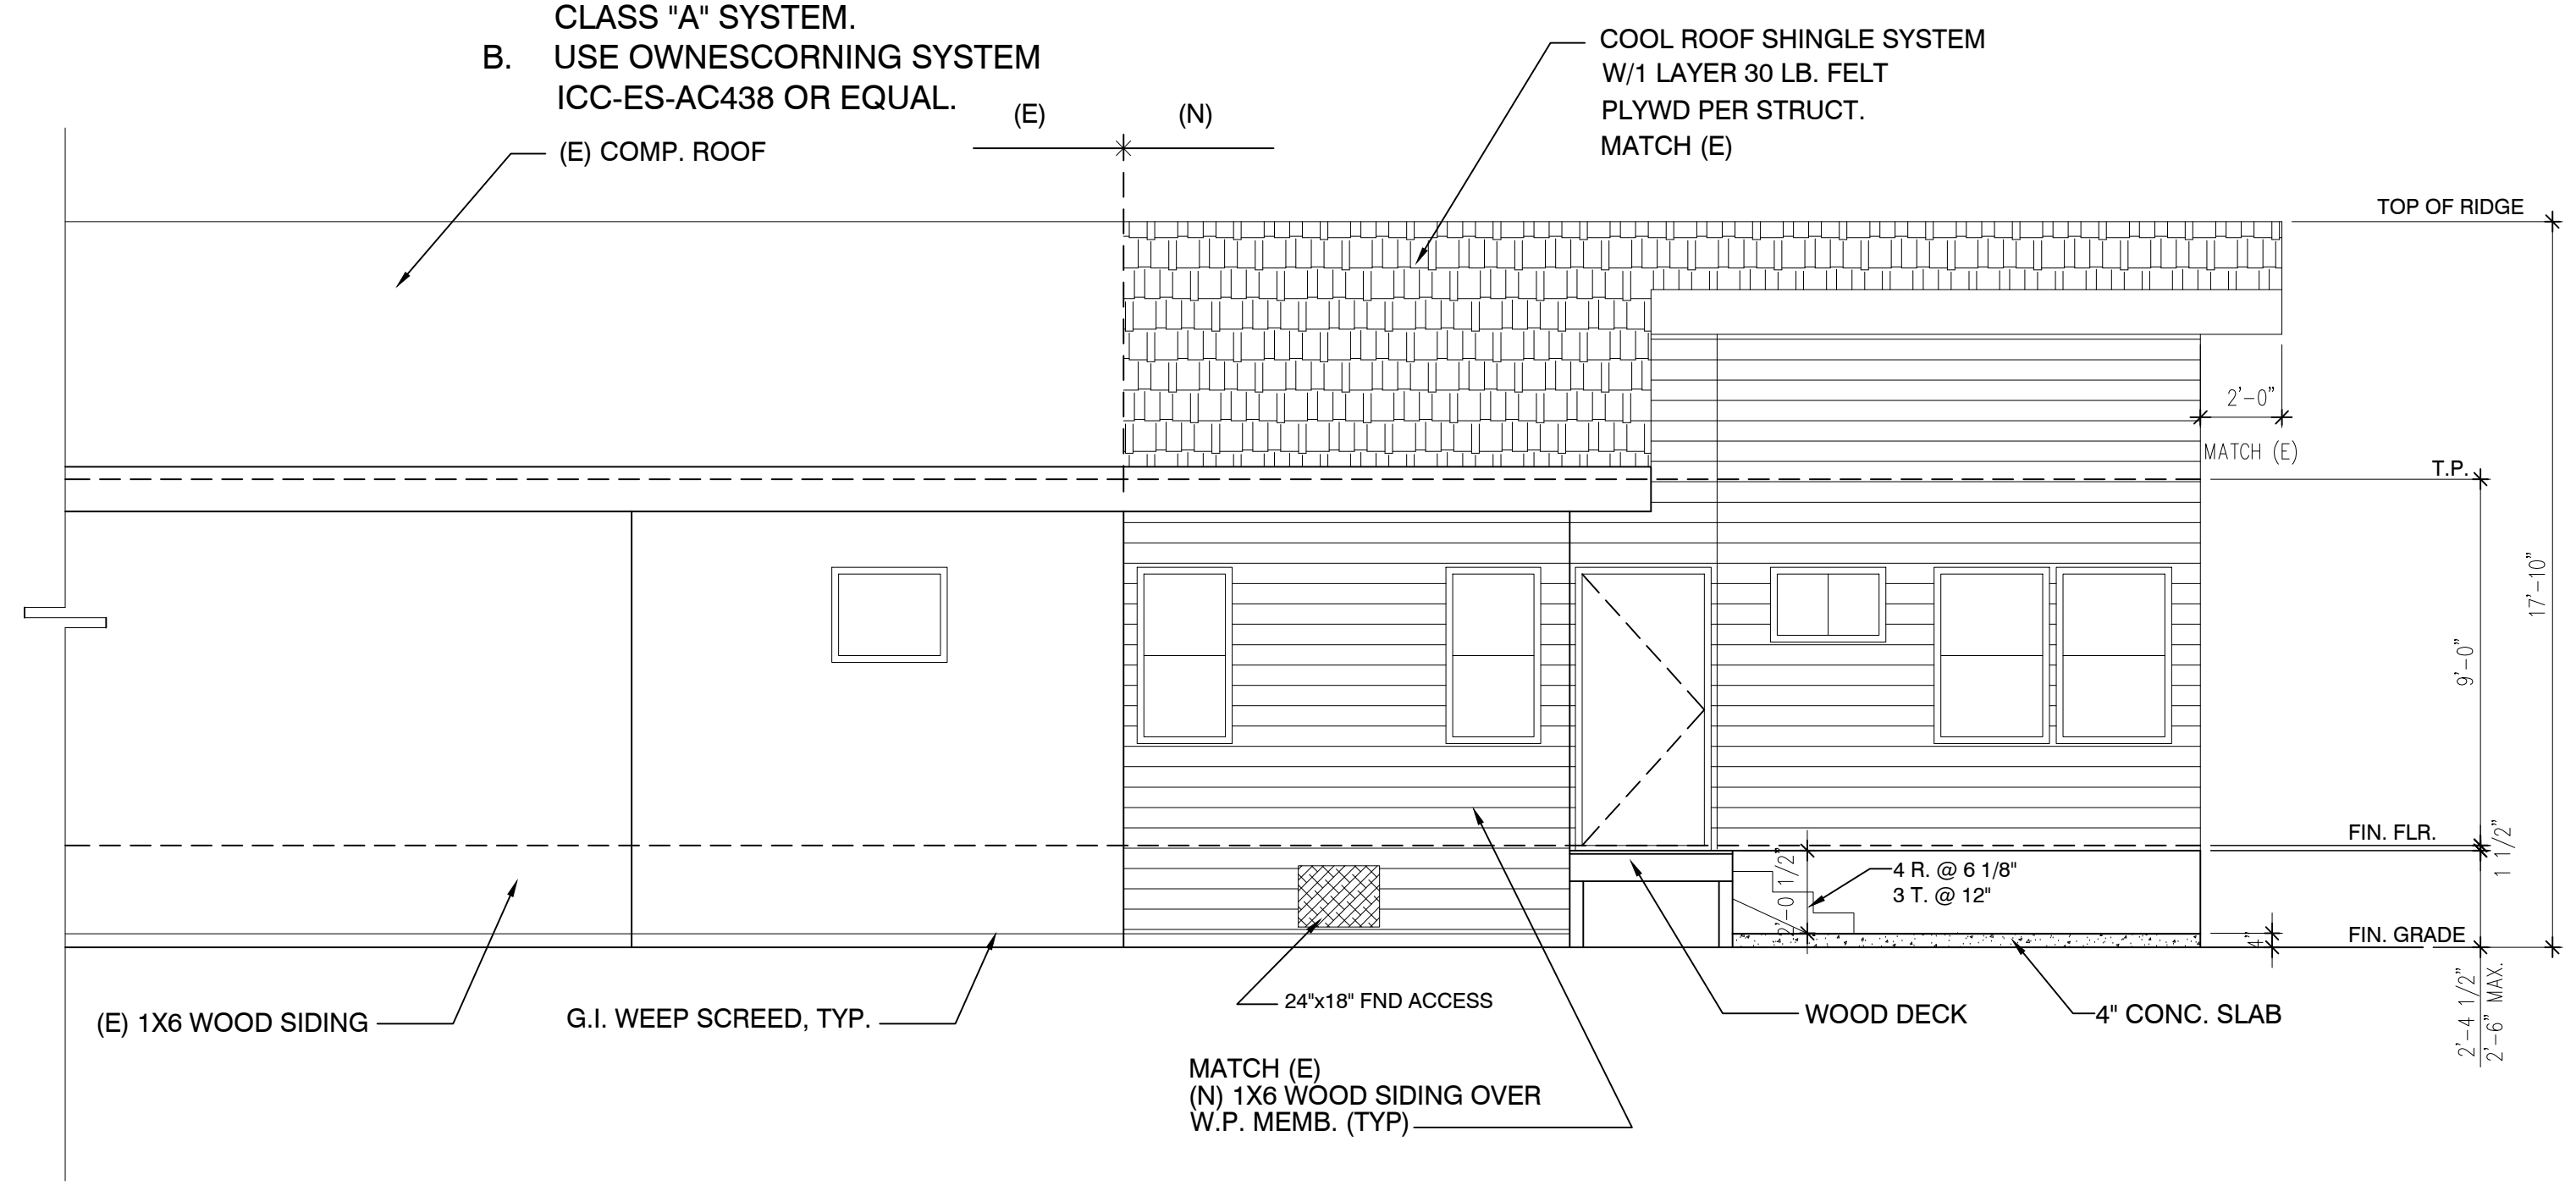 CLASS "A" SYSTEM.
B. USE OWNESCORNING SYSTEM
ICC-ES-AC438 OR EQUAL.
(E) COMP. ROOF
(E)
(N)
COOL ROOF SHINGLE SYSTEM
W/1 LAYER 30 LB. FELT
PLYWD PER STRUCT.
MATCH (E)
TOP OF RIDGE
2'-0"
MATCH (E)
T.P.
17'-10"
9'-0"
FIN. FLR.
1 1/2"
2'-0 1/2"
4 R. @ 6 1/8"
3 T. @ 12"
FIN. GRADE
4"
2'-4 1/2"
2'-6" MAX.
(E) 1X6 WOOD SIDING
G.I. WEEP SCREED, TYP.
24"x18" FND ACCESS
WOOD DECK
4" CONC. SLAB
MATCH (E)
(N) 1X6 WOOD SIDING OVER
W.P. MEMB. (TYP)